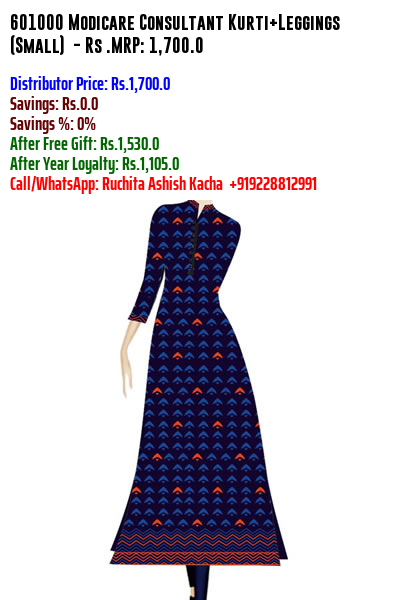 601000 Modicare Consultant Kurti+Leggings
(Small) - Rs .MRP: 1,700.0
Distributor Price: Rs.1,700.0
Savings: Rs.0.0
Savings %: 0%
After Free Gift: Rs.1,530.0
After Year Loyalty: Rs.1,105.0
Call/WhatsApp: Ruchita Ashish Kacha +919228812991